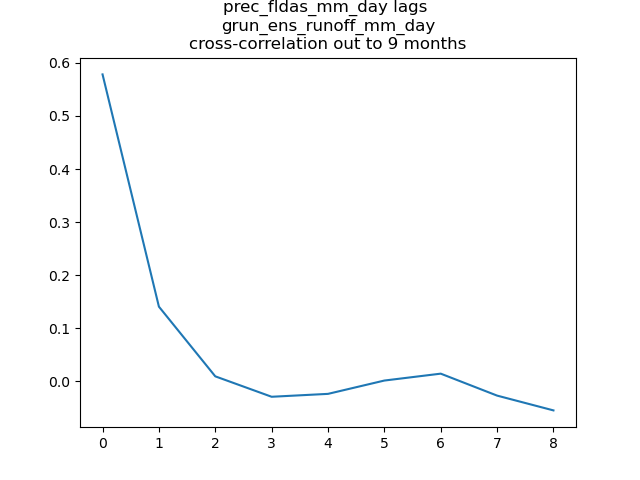 prec_fldas_mm_day lags
grun_ens_runoff_mm_day
cross-correlation out to 9 months
0.6
0.5
0.4
0.3
0.2
0.1
0.0
0 1 2 3 4 5 6 7 8